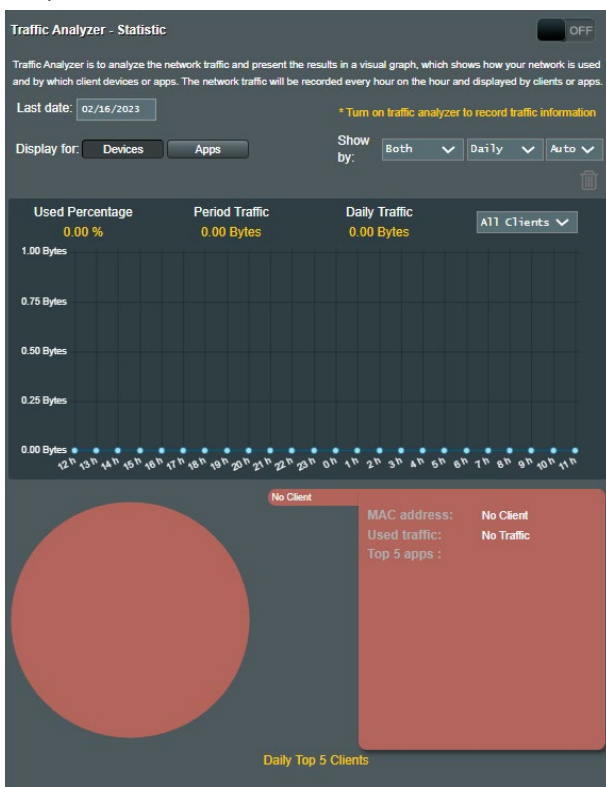 Traffic Analyzer - Statistic
OFF
Traffic Analyzer is to analyze the network traffic and present the results in a visual graph, which shows how your network is used
and by which client devices or apps. The network traffic will be recorded every hour on the hour and displayed by clients or apps.
Last date: 02/16/2023
* Turn on traffic analyzer to record traffic information
Display for: Devices Apps
Show by: Both Daily Auto
Used Percentage Period Traffic Daily Traffic
All Clients
0.00 % 0.00 Bytes 0.00 Bytes
1.00 Bytes
0.75 Bytes
0.50 Bytes
0.25 Bytes
0.00 Bytes
12 h 13 h 14 h 15 h 16 h 17 h 18 h 19 h 20 h 21 h 22 h 23 h 0 h 1 h 2 h 3 h 4 h 5 h 6 h 7 h 8 h 9 h 10 h 11 h
No Client
MAC address: No Client
Used traffic: No Traffic
Top 5 apps :
Daily Top 5 Clients